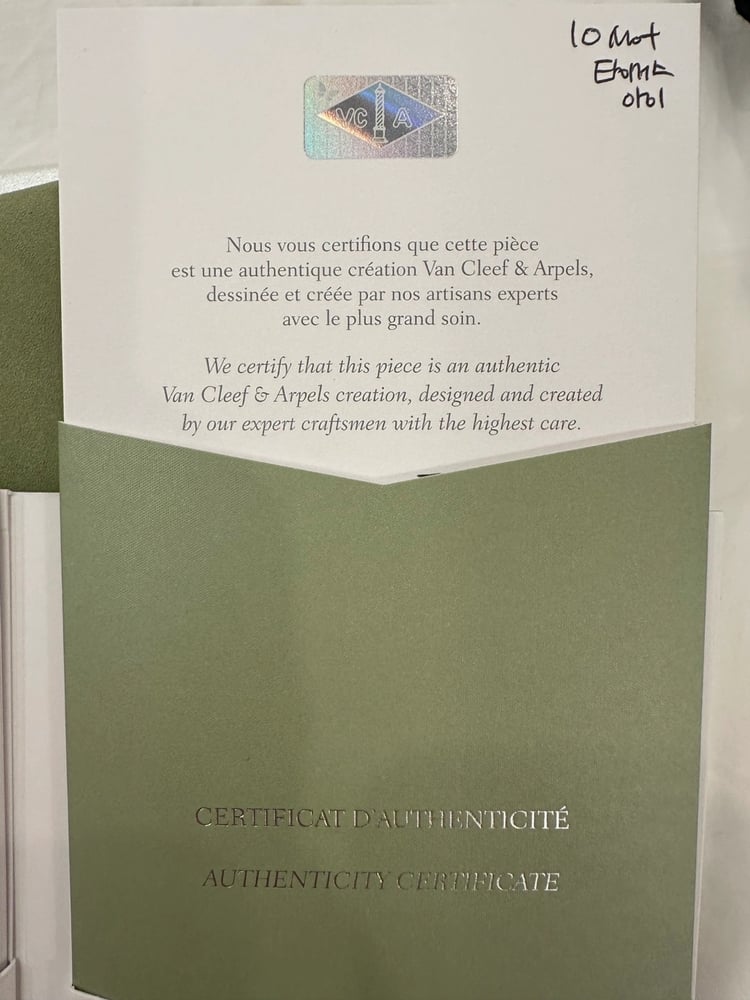 10 Mot
VC A
Nous vous certifions que cette pièce
est une authentique création Van Cleef & Arpels,
dessinée et créée par nos artisans experts
avec le plus grand soin.
We certify that this piece is an authentic
Van Cleef & Arpels creation, designed and created
by our expert craftsmen with the highest care.
CERTIFICAT D'AUTHENTICITÉ
AUTHENTICITY CERTIFICATE